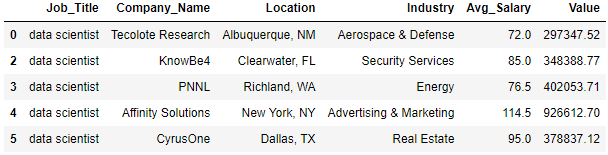 Job_Title Company_Name Location Industry Avg_Salary Value
0 data scientist Tecolote Research Albuquerque, NM Aerospace & Defense 72.0 297347.52
2 data scientist KnowBe4 Clearwater, FL Security Services 85.0 348388.77
3 data scientist PNNL Richland, WA Energy 76.5 402053.71
4 data scientist Affinity Solutions New York, NY Advertising & Marketing 114.5 926612.70
5 data scientist CyrusOne Dallas, TX Real Estate 95.0 378837.12